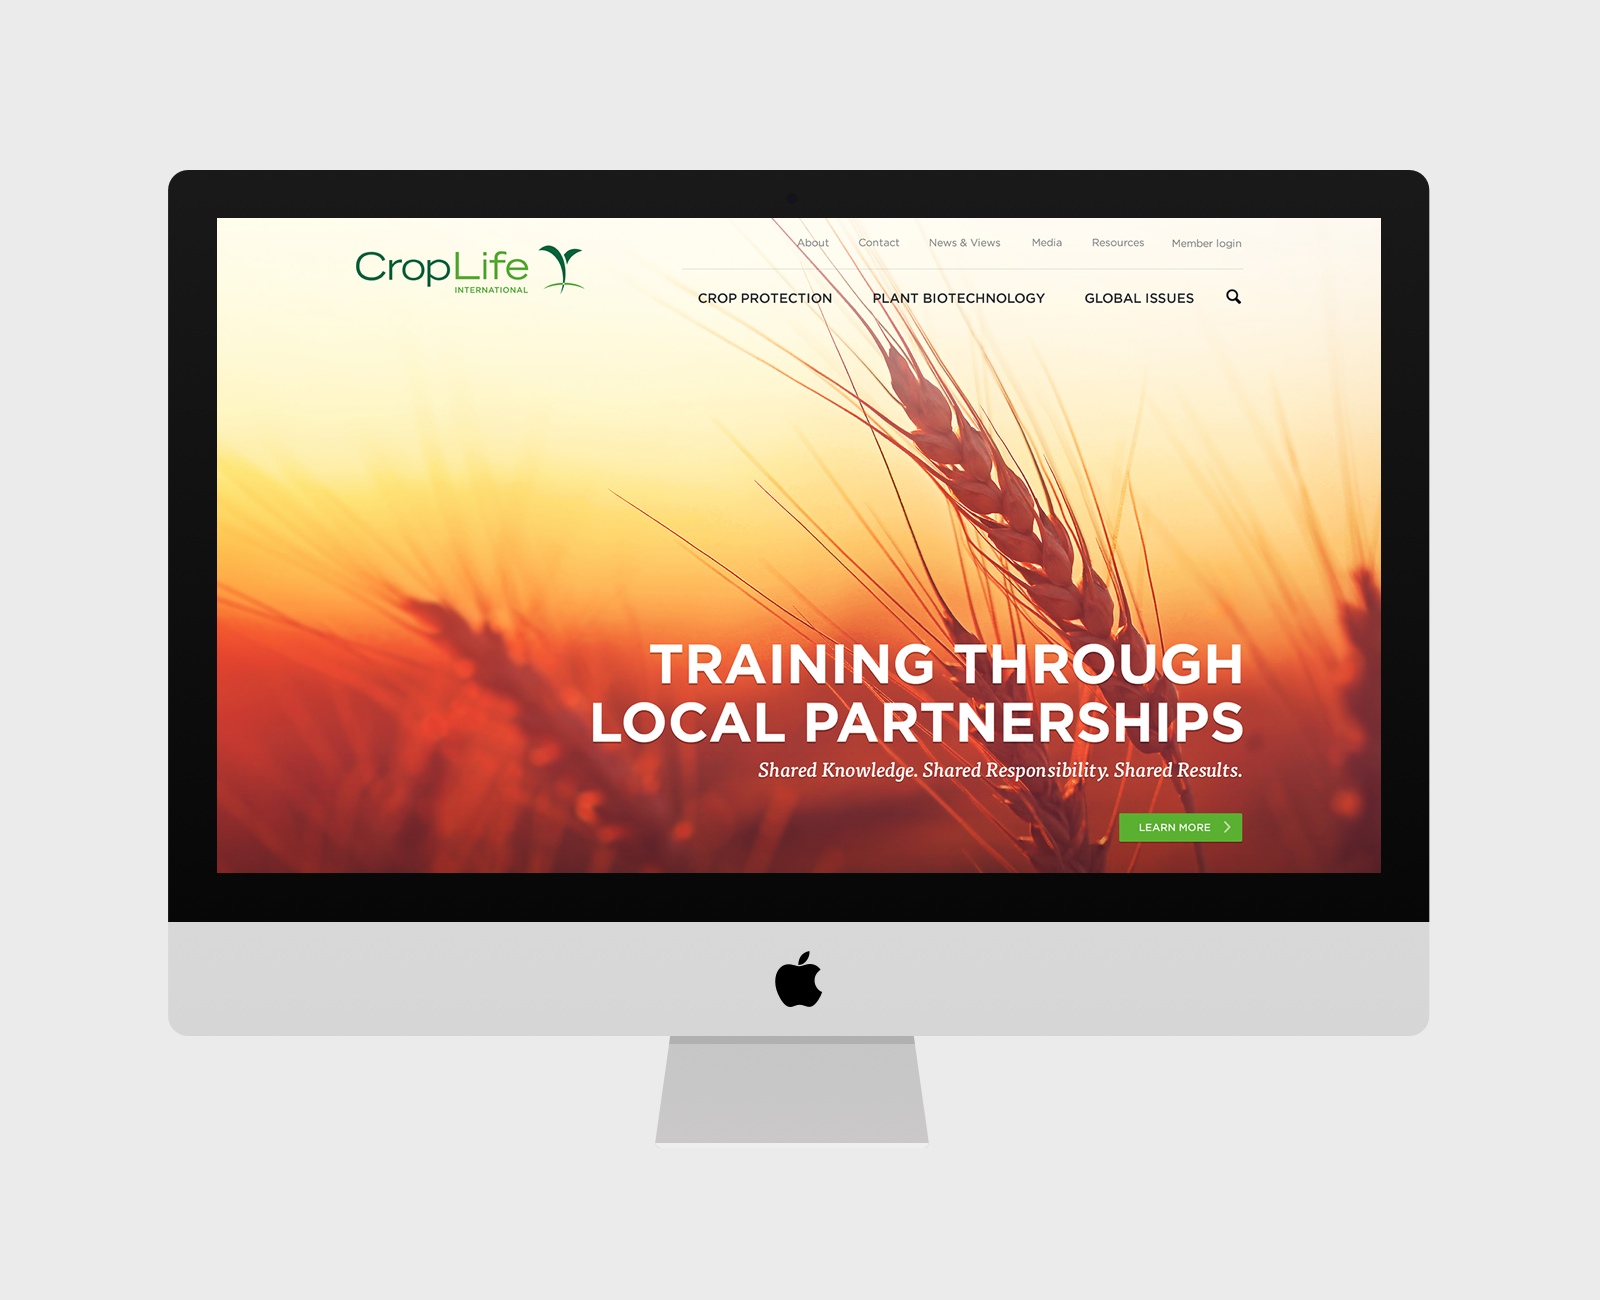 CropLife
INTERNATIONAL
About Contact News & Views Media Resources Member login
CROP PROTECTION PLANT BIOTECHNOLOGY GLOBAL ISSUES
TRAINING THROUGH
LOCAL PARTNERSHIPS
Shared Knowledge. Shared Responsibility. Shared Results.
LEARN MORE